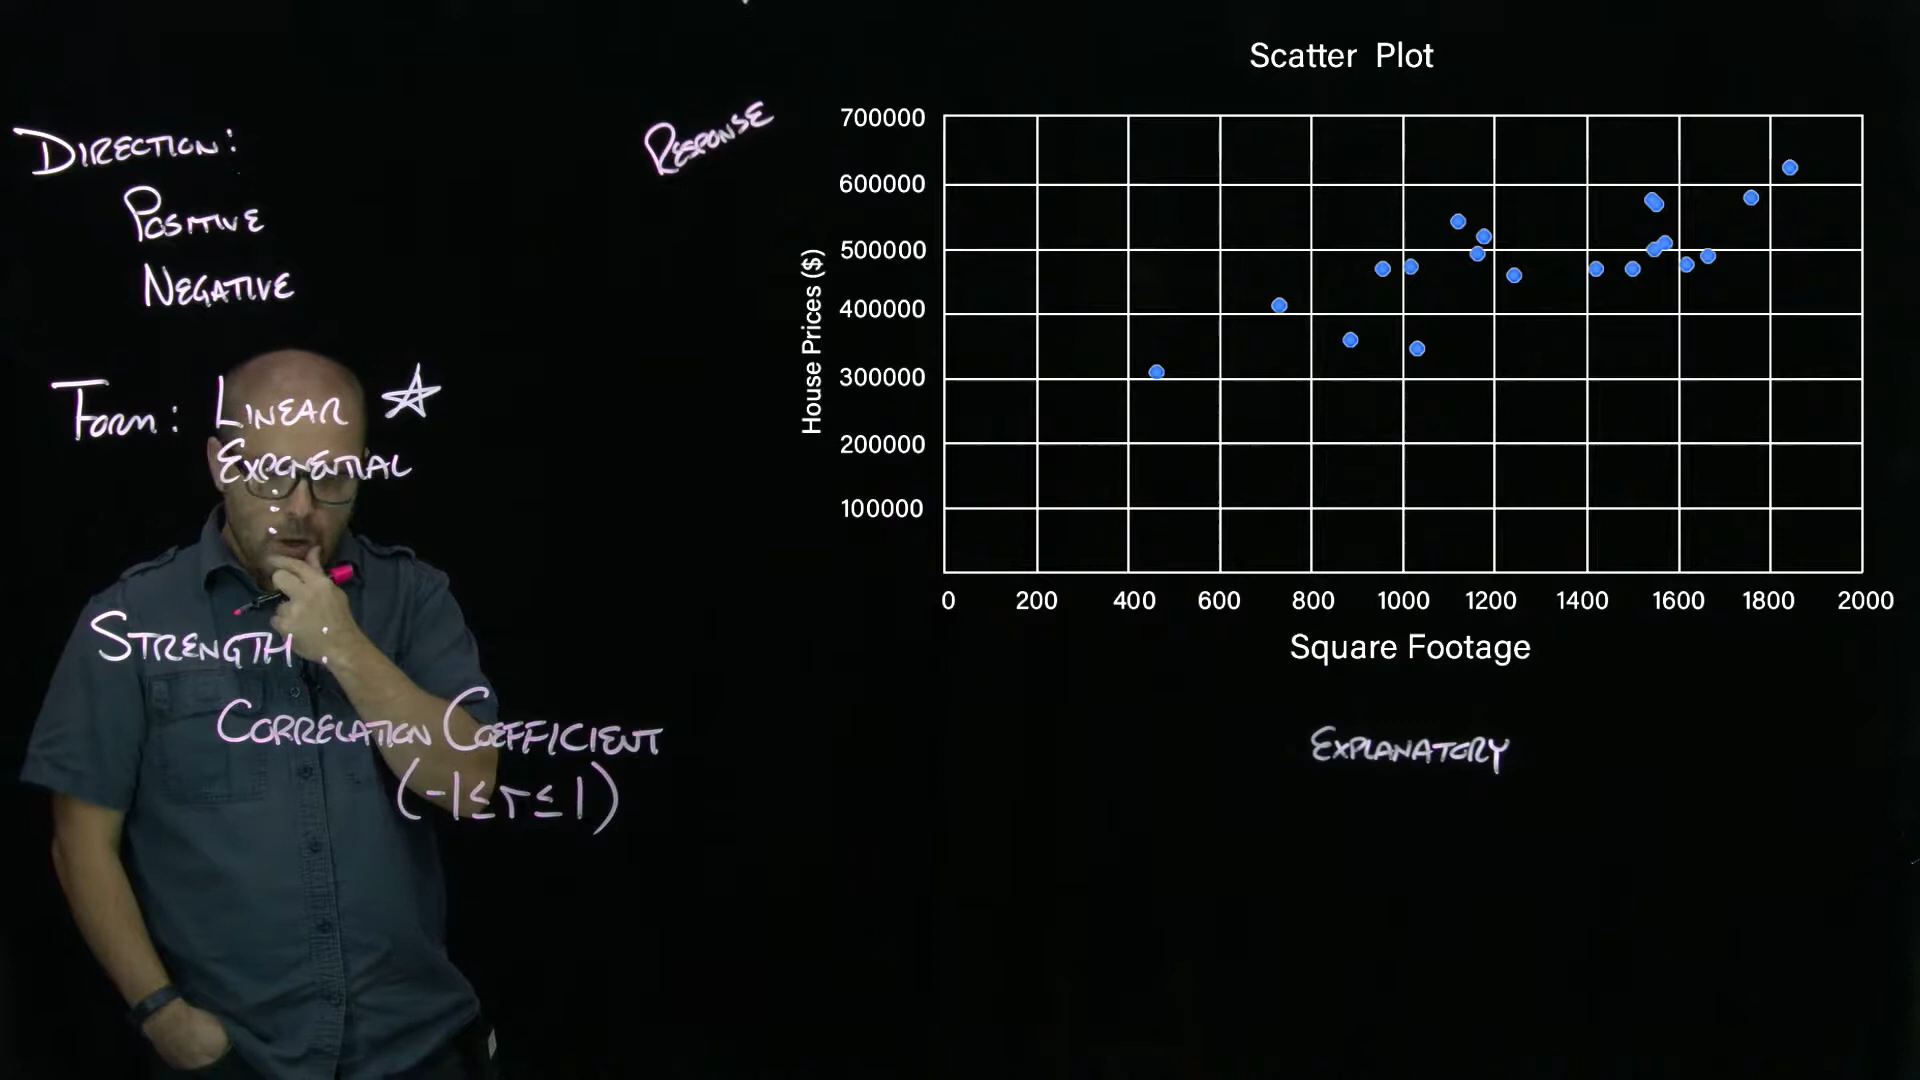 DIRECTION:
POSITIVE
NEGATIVE
FORM: LINEAR
EXPONENTIAL
STRENGTH:
CORRELATION COEFFICIENT
(-1≤r≤1)
RESPONSE
Scatter Plot
700000
600000
500000
400000
300000
200000
100000
House Prices ($)
0 200 400 600 800 1000 1200 1400 1600 1800 2000
Square Footage
EXPLANATORY